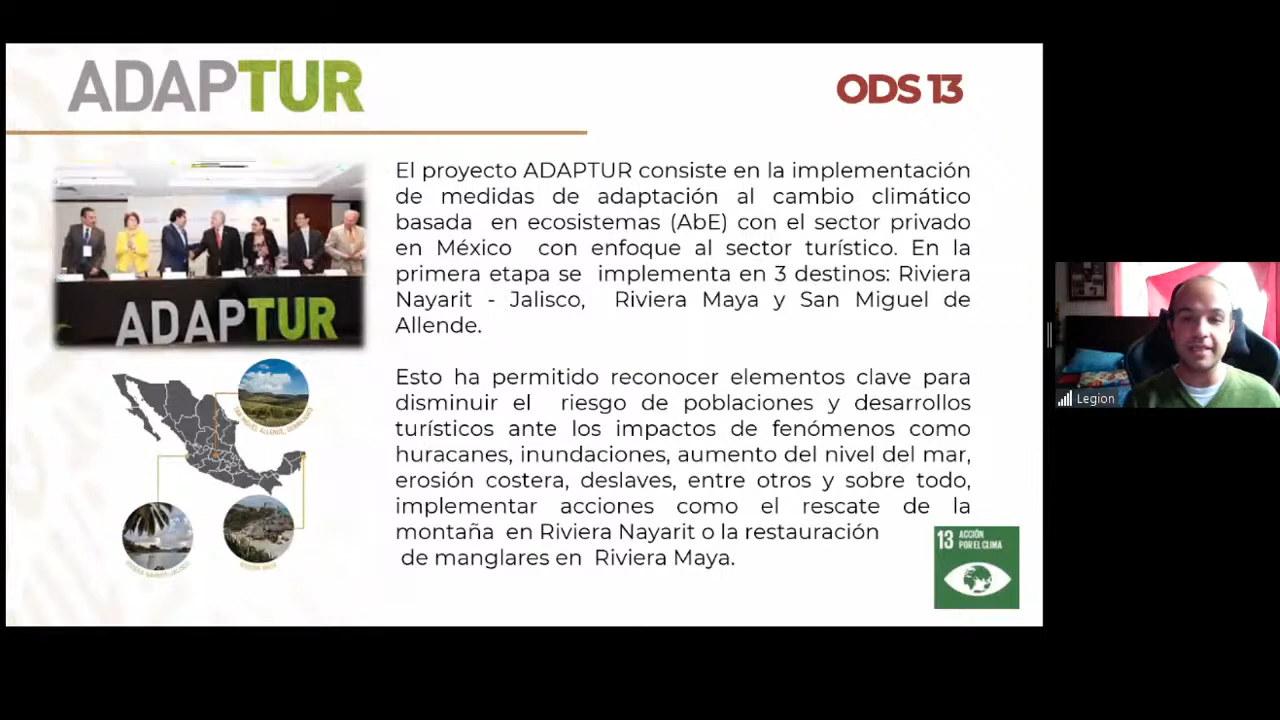 ADAPTUR
ODS 13
El proyecto ADAPTUR consiste en la implementación
de medidas de adaptación al cambio climático
basada en ecosistemas (AbE) con el sector privado
en México con enfoque al sector turístico. En la
primera etapa se implementa en 3 destinos: Riviera
Nayarit - Jalisco, Riviera Maya y San Miguel de
Allende.
ADAPTUR
Esto ha permitido reconocer elementos clave para
disminuir el riesgo de poblaciones y desarrollos
turísticos ante los impactos de fenómenos como
huracanes, inundaciones, aumento del nivel del mar,
erosión costera, deslaves, entre otros y sobre todo,
implementar acciones como el rescate de la
montaña en Riviera Nayarit o la restauración
de manglares en Riviera Maya.
13 ACCIÓN
POR EL CLIMA
Legion